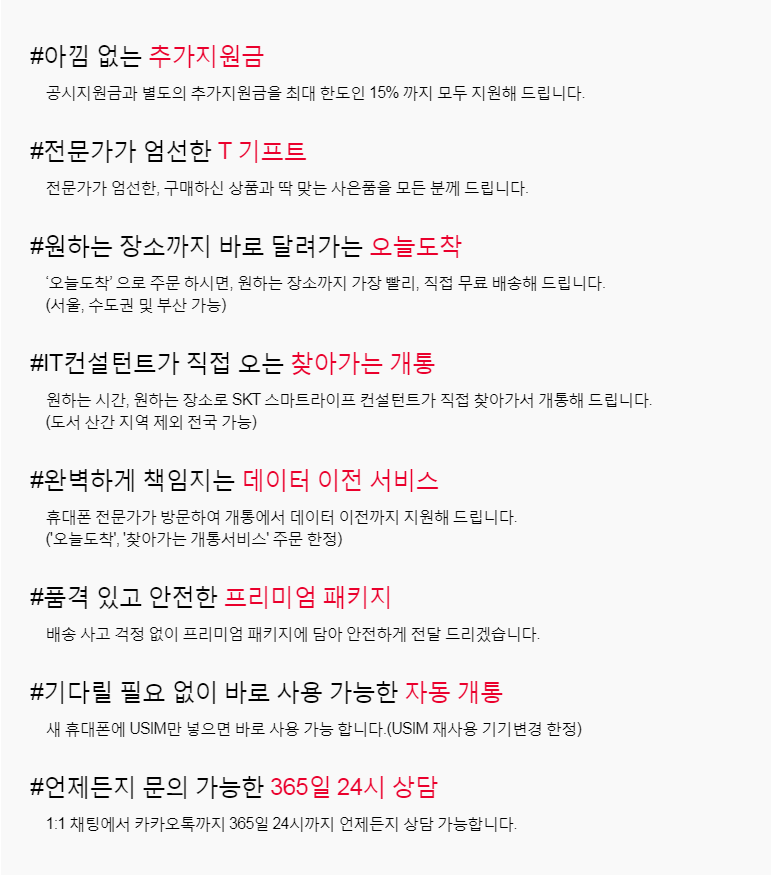 #아낌 없는 추가지원금
공시지원금과 별도의 추가지원금을 최대 한도인 15% 까지 모두 지원해 드립니다.
#전문가가 엄선한 T 기프트
전문가가 엄선한, 구매하신 상품과 딱 맞는 사은품을 모든 분께 드립니다.
#원하는 장소까지 바로 달려가는 오늘도착
‘오늘도착’ 으로 주문 하시면, 원하는 장소까지 가장 빨리, 직접 무료 배송해 드립니다.
(서울, 수도권 및 부산 가능)
#IT컨설턴트가 직접 오는 찾아가는 개통
원하는 시간, 원하는 장소로 SKT 스마트라이프 컨설턴트가 직접 찾아가서 개통해 드립니다.
(도서 산간 지역 제외 전국 가능)
#완벽하게 책임지는 데이터 이전 서비스
휴대폰 전문가가 방문하여 개통에서 데이터 이전까지 지원해 드립니다.
('오늘도착', '찾아가는 개통서비스' 주문 한정)
#품격 있고 안전한 프리미엄 패키지
배송 사고 걱정 없이 프리미엄 패키지에 담아 안전하게 전달 드리겠습니다.
#기다릴 필요 없이 바로 사용 가능한 자동 개통
새 휴대폰에 USIM만 넣으면 바로 사용 가능 합니다.(USIM 재사용 기기변경 한정)
#언제든지 문의 가능한 365일 24시 상담
1:1 채팅에서 카카오톡까지 365일 24시까지 언제든지 상담 가능합니다.